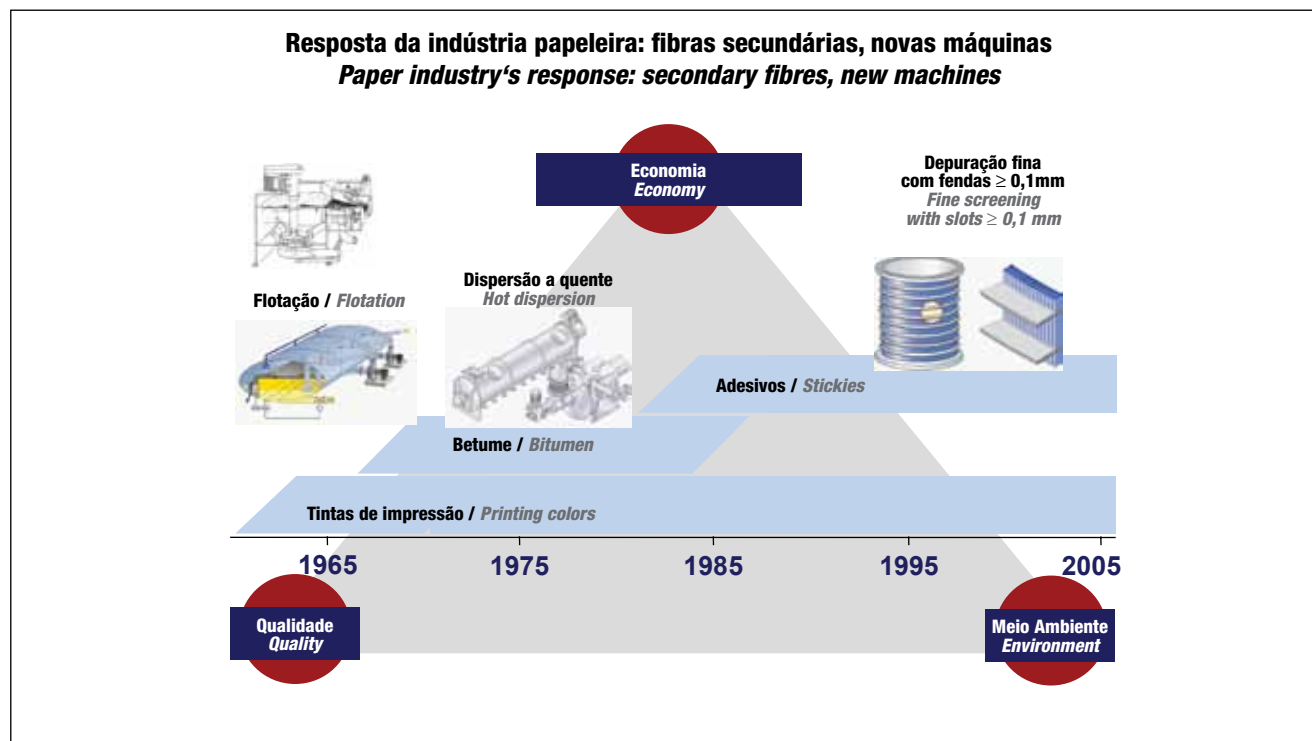 Resposta da indústria papeleira: fibras secundárias, novas máquinas
Paper industry‘s response: secondary fibres, new machines
Economia
Economy
Depuração fina
com fendas ≥ 0,1mm
Fine screening
with slots ≥ 0,1 mm
Dispersão a quente
Hot dispersion
Flotação / Flotation
Adesivos / Stickies
Betume / Bitumen
Tintas de impressão / Printing colors
1965 1975 1985 1995 2005
Qualidade
Quality
Meio Ambiente
Environment